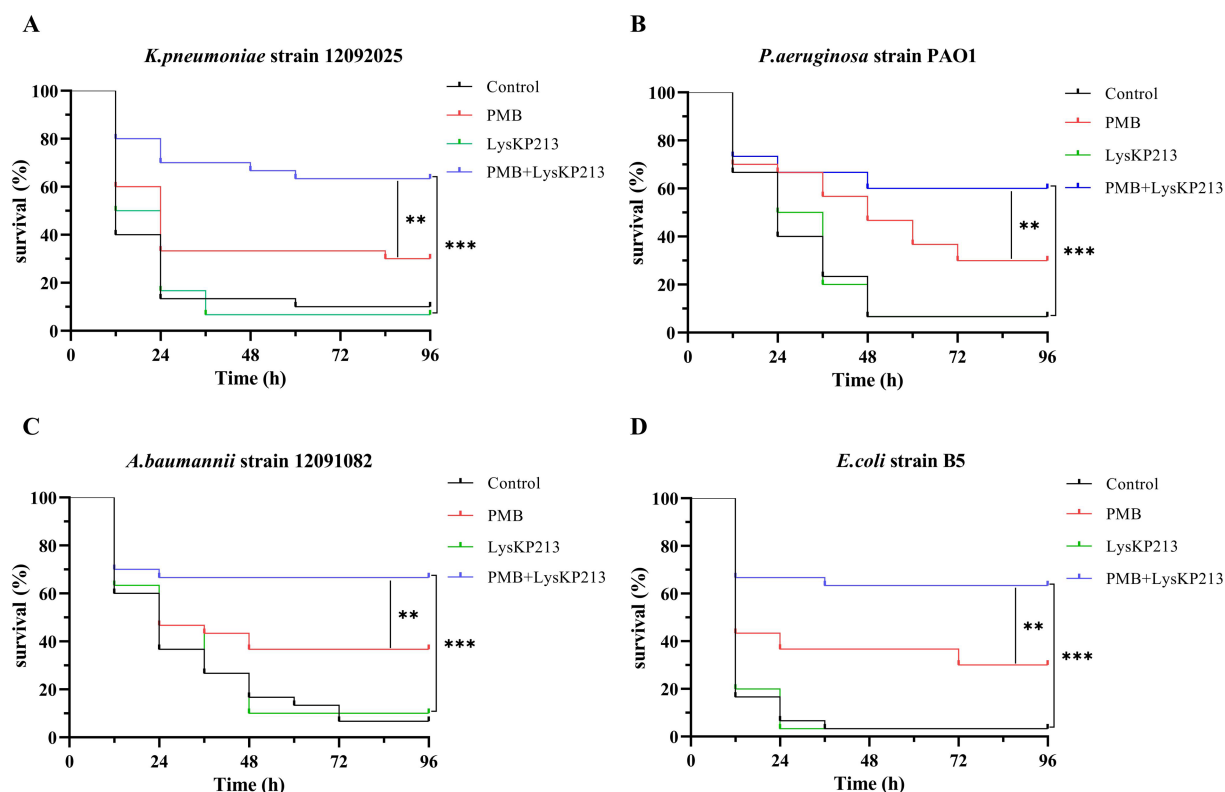 A
K.pneumoniae strain 12092025
Control
PMB
LysKP213
PMB+LysKP213
survival (%)
100
80
60
40
20
0
**
***
0 24 48 72 96
Time (h)
B
P.aeruginosa strain PAO1
Control
PMB
LysKP213
PMB+LysKP213
survival (%)
100
80
60
40
20
0
**
***
0 24 48 72 96
Time (h)
C
A.baumannii strain 12091082
Control
PMB
LysKP213
PMB+LysKP213
survival (%)
100
80
60
40
20
0
**
***
0 24 48 72 96
Time (h)
D
E.coli strain B5
Control
PMB
LysKP213
PMB+LysKP213
survival (%)
100
80
60
40
20
0
**
***
0 24 48 72 96
Time (h)